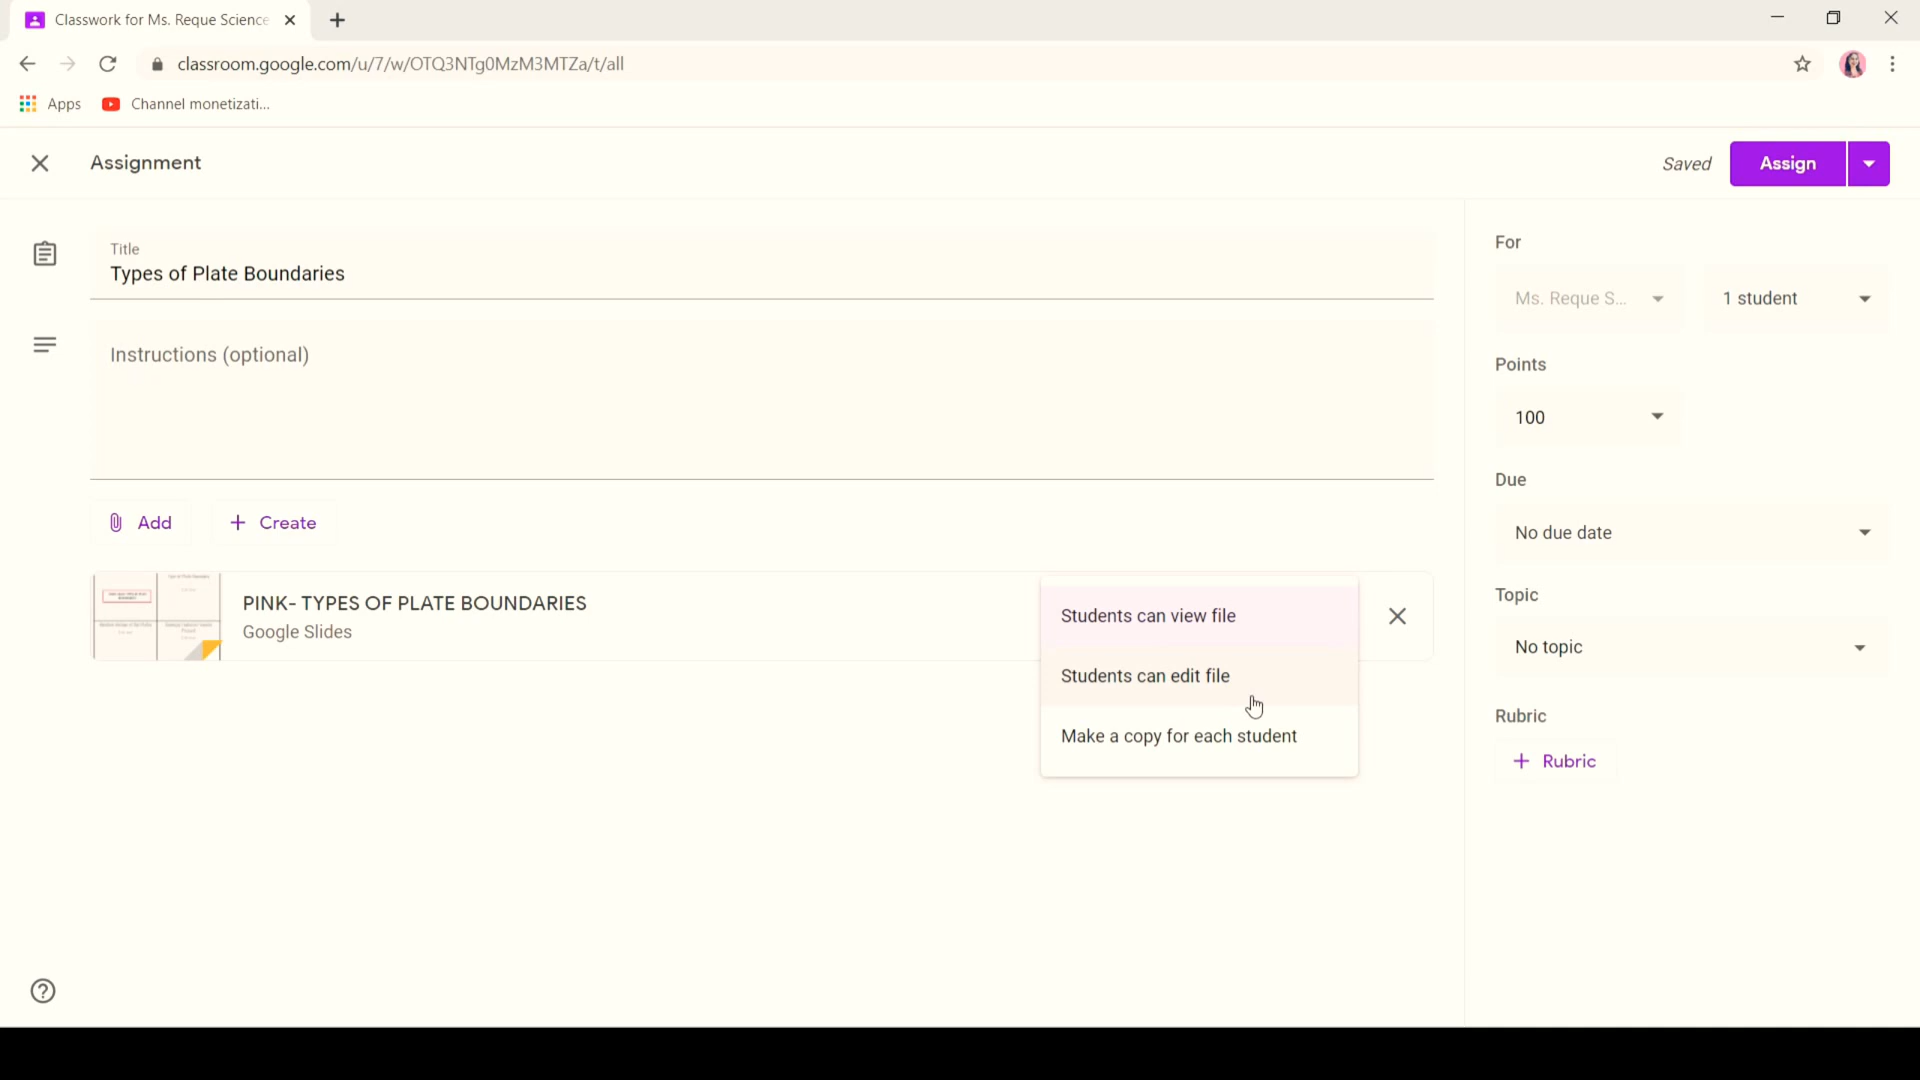 Classwork for Ms. Reque Science
classroom.google.com/u/7/w/OTQ3NTg0MzM3MTZa/t/all
Apps
Channel monetizati...
Assignment
Saved
Assign
Title
Types of Plate Boundaries
Instructions (optional)
Add
Create
PINK- TYPES OF PLATE BOUNDARIES
Google Slides
Students can view file
Students can edit file
Make a copy for each student
For
Ms. Reque S...
1 student
Points
100
Due
No due date
Topic
No topic
Rubric
Rubric